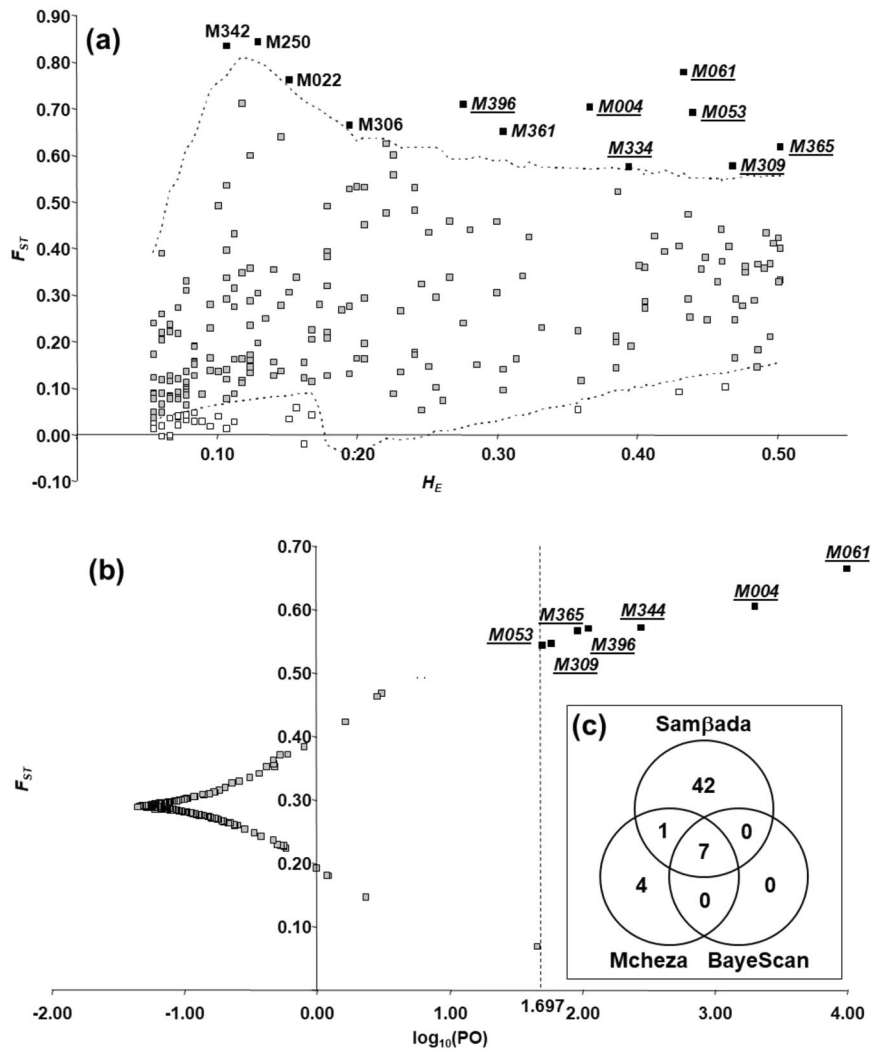 (a)
0.90
0.80
0.70
0.60
0.50
0.40
0.30
0.20
0.10
0.00
-0.10
F_ST
M342
M250
M022
M306
M396
M361
M004
M334
M061
M053
M309
M365
0.10
0.20
0.30
0.40
0.50
H_E
(b)
0.70
0.60
0.50
0.40
0.30
0.20
0.10
F_ST
M053
M365
M309
M396
M344
M004
M061
-2.00
-1.00
0.00
1.00
1.697
2.00
3.00
4.00
log10(PO)
(c)
Samβada
42
1
0
7
4
0
0
Mcheza
BayeScan